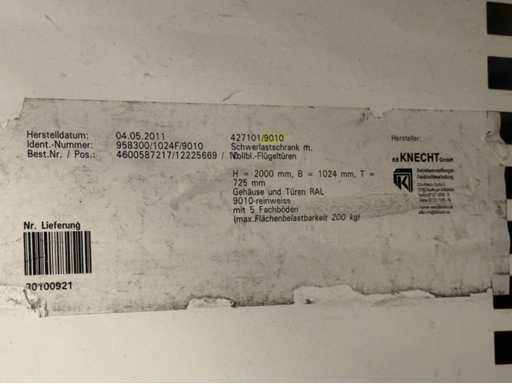 Herstelldatum: 04.05.2011
Ident.-Nummer: 958300/1024F/9010
Best.Nr. / Pos.: 4600587217/12225669 /
427101/9010
Schwerlastschrank m.
Vollbl.-Flügeltüren
H = 2000 mm, B = 1024 mm, T =
725 mm
Gehäuse und Türen RAL
9010-reinweiss
mit 5 Fachböden
(max.Flächenbelastbarkeit 200 kg)
Hersteller:
KNECHT GmbH
Nr. Lieferung
30100921